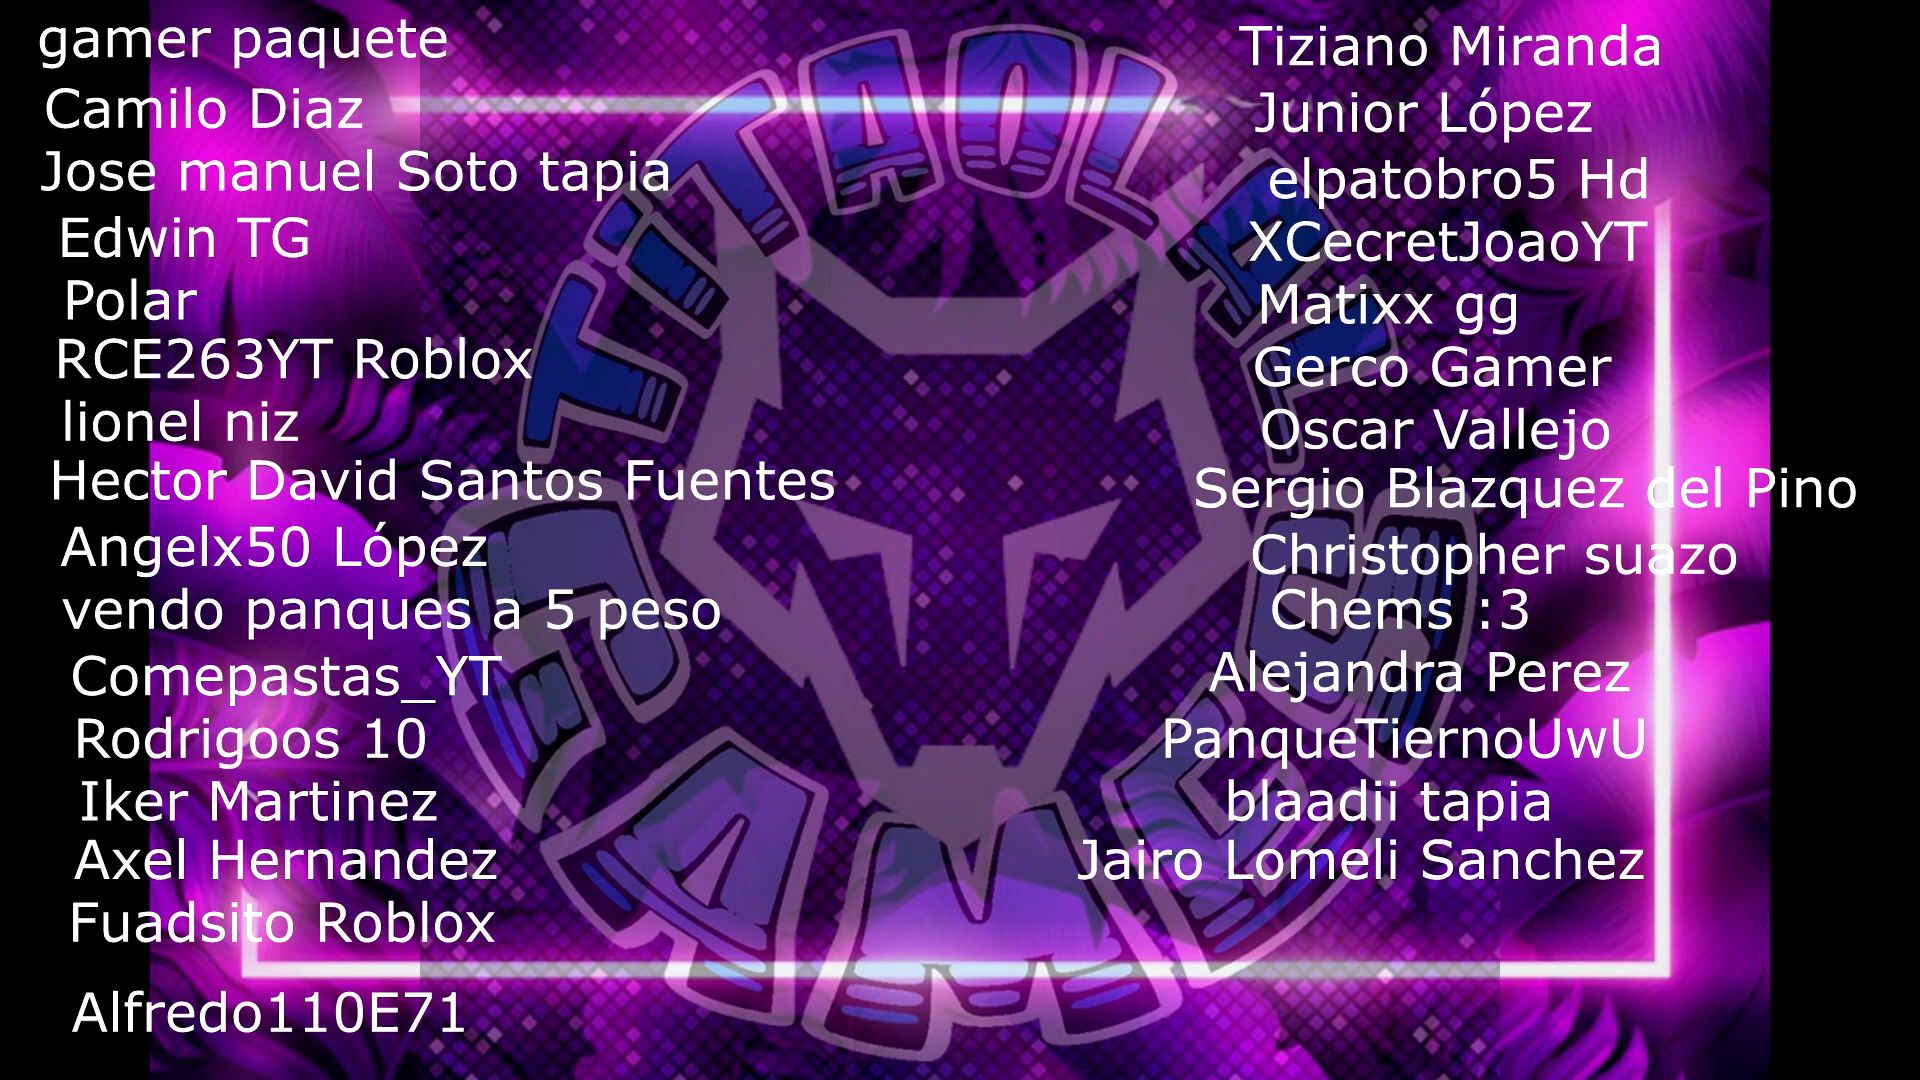 gamer paquete
Camilo Diaz
Jose manuel Soto tapia
Edwin TG
Polar
RCE263YT Roblox
lionel niz
Hector David Santos Fuentes
Angelx50 López
vendo panques a 5 peso
Comepastas_YT
Rodrigoos 10
Iker Martinez
Axel Hernandez
Fuadsito Roblox
Alfredo110E71
Tiziano Miranda
Junior López
elpatobro5 Hd
XCecretJoaoYT
Matixx gg
Gerco Gamer
Oscar Vallejo
Sergio Blazquez del Pino
Christopher suazo
Chems :3
Alejandra Perez
PanqueTiernoUwU
blaadii tapia
Jairo Lomeli Sanchez
GAMES